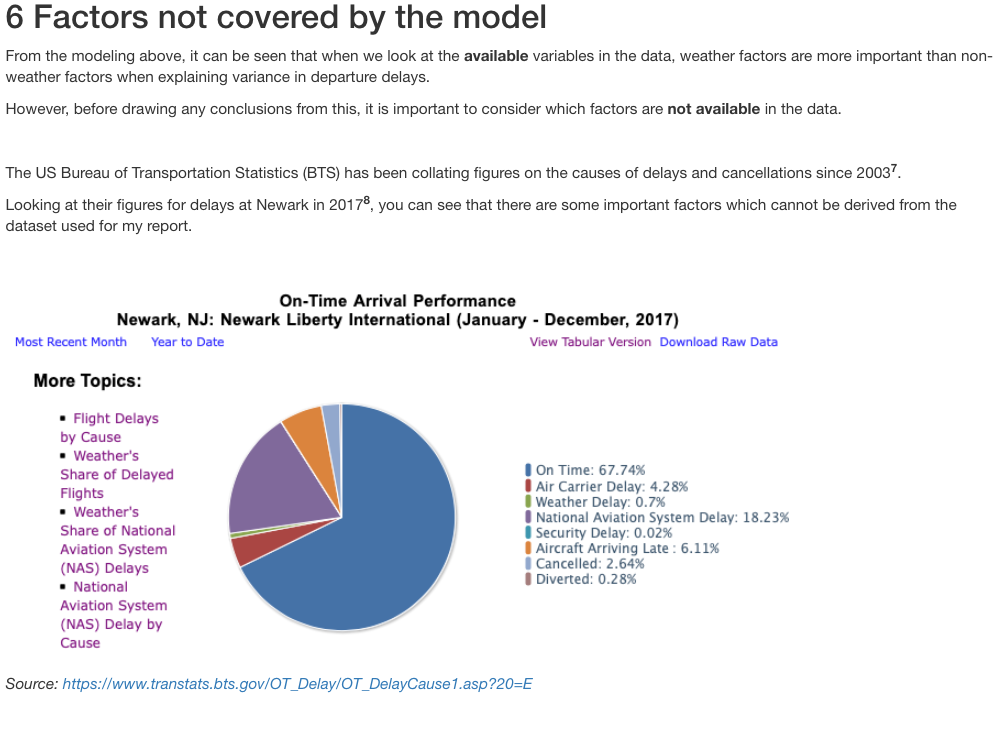 6 Factors not covered by the model
From the modeling above, it can be seen that when we look at the available variables in the data, weather factors are more important than non-
weather factors when explaining variance in departure delays.
However, before drawing any conclusions from this, it is important to consider which factors are not available in the data.
The US Bureau of Transportation Statistics (BTS) has been collating figures on the causes of delays and cancellations since 2003⁷.
Looking at their figures for delays at Newark in 2017⁸, you can see that there are some important factors which cannot be derived from the
dataset used for my report.
On-Time Arrival Performance
Newark, NJ: Newark Liberty International (January - December, 2017)
Most Recent Month Year to Date View Tabular Version Download Raw Data
More Topics:
▪ Flight Delays
by Cause
▪ Weather's
Share of Delayed
Flights
▪ Weather's
Share of National
Aviation System
(NAS) Delays
▪ National
Aviation System
(NAS) Delay by
Cause
On Time: 67.74%
Air Carrier Delay: 4.28%
Weather Delay: 0.7%
National Aviation System Delay: 18.23%
Security Delay: 0.02%
Aircraft Arriving Late : 6.11%
Cancelled: 2.64%
Diverted: 0.28%
Source: https://www.transtats.bts.gov/OT_Delay/OT_DelayCause1.asp?20=E